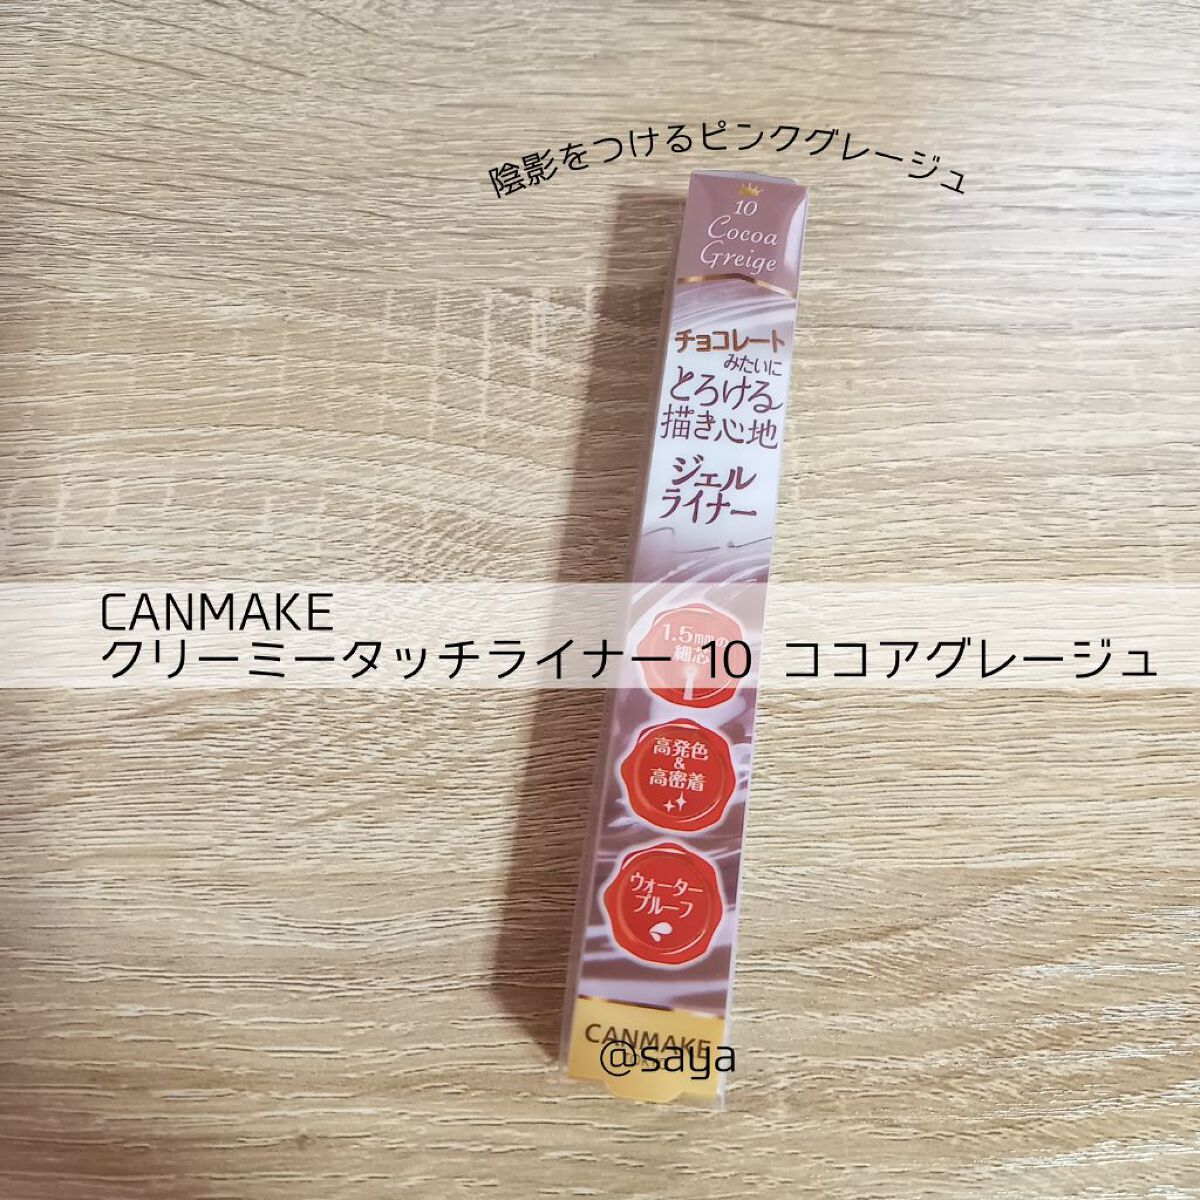 陰影をつけるピンクグレージュ
10
Cocoa
Greige
チョコレート
みたいに
とろける
描き心地
ジェル
ライナー
CANMAKE
クリーミータッチライナー 10 ココアグレージュ
1.5mmの
細芯
高発色
&
高密着
ウォーター
プルーフ
CANMAKE
@saya